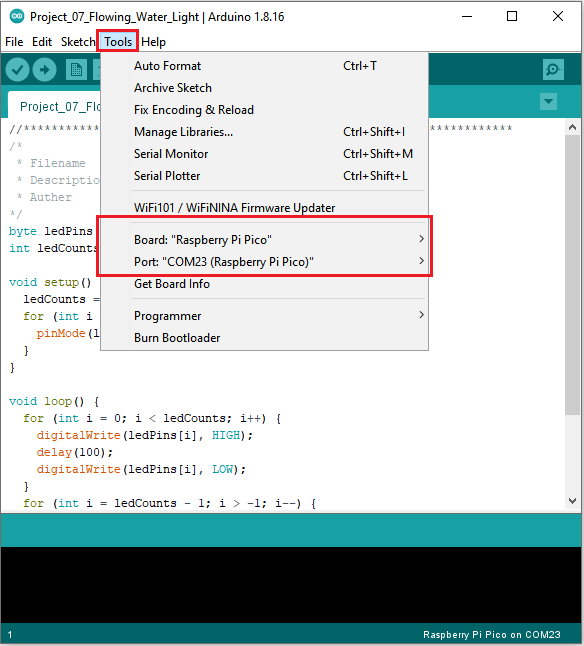 Project_07_Flowing_Water_Light | Arduino 1.8.16
File Edit Sketch Tools Help
Project_07_Flo
Auto Format Ctrl+T
Archive Sketch
Fix Encoding & Reload
Manage Libraries... Ctrl+Shift+I
Serial Monitor Ctrl+Shift+M
Serial Plotter Ctrl+Shift+L
WiFi101 / WiFiNINA Firmware Updater
Board: "Raspberry Pi Pico"
Port: "COM23 (Raspberry Pi Pico)"
Get Board Info
Programmer
Burn Bootloader
/*
* Filename
* Descriptio
* Auther
*/
byte ledPins
int ledCounts
void setup()
ledCounts =
for (int i
pinMode(l
}
}
void loop() {
for (int i = 0; i < ledCounts; i++) {
digitalWrite(ledPins[i], HIGH);
delay(100);
digitalWrite(ledPins[i], LOW);
}
for (int i = ledCounts - 1; i > -1; i--) {
1 Raspberry Pi Pico on COM23